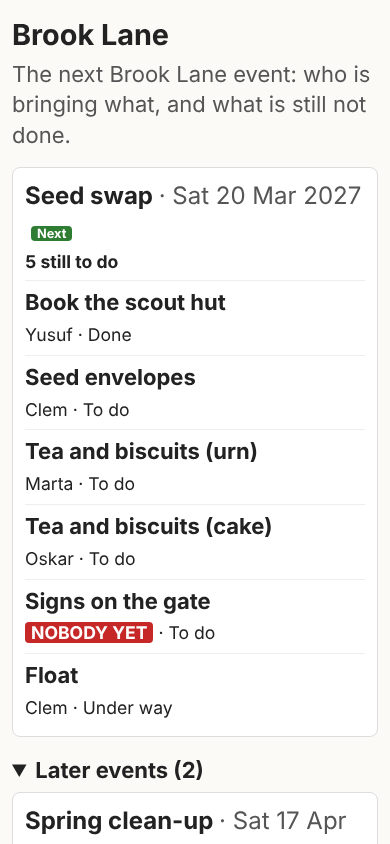 Brook Lane
The next Brook Lane event: who is
bringing what, and what is still not
done.
Seed swap · Sat 20 Mar 2027
Next
5 still to do
Book the scout hut
Yusuf · Done
Seed envelopes
Clem · To do
Tea and biscuits (urn)
Marta · To do
Tea and biscuits (cake)
Oskar · To do
Signs on the gate
NOBODY YET · To do
Float
Clem · Under way
▼ Later events (2)
Spring clean-up · Sat 17 Apr